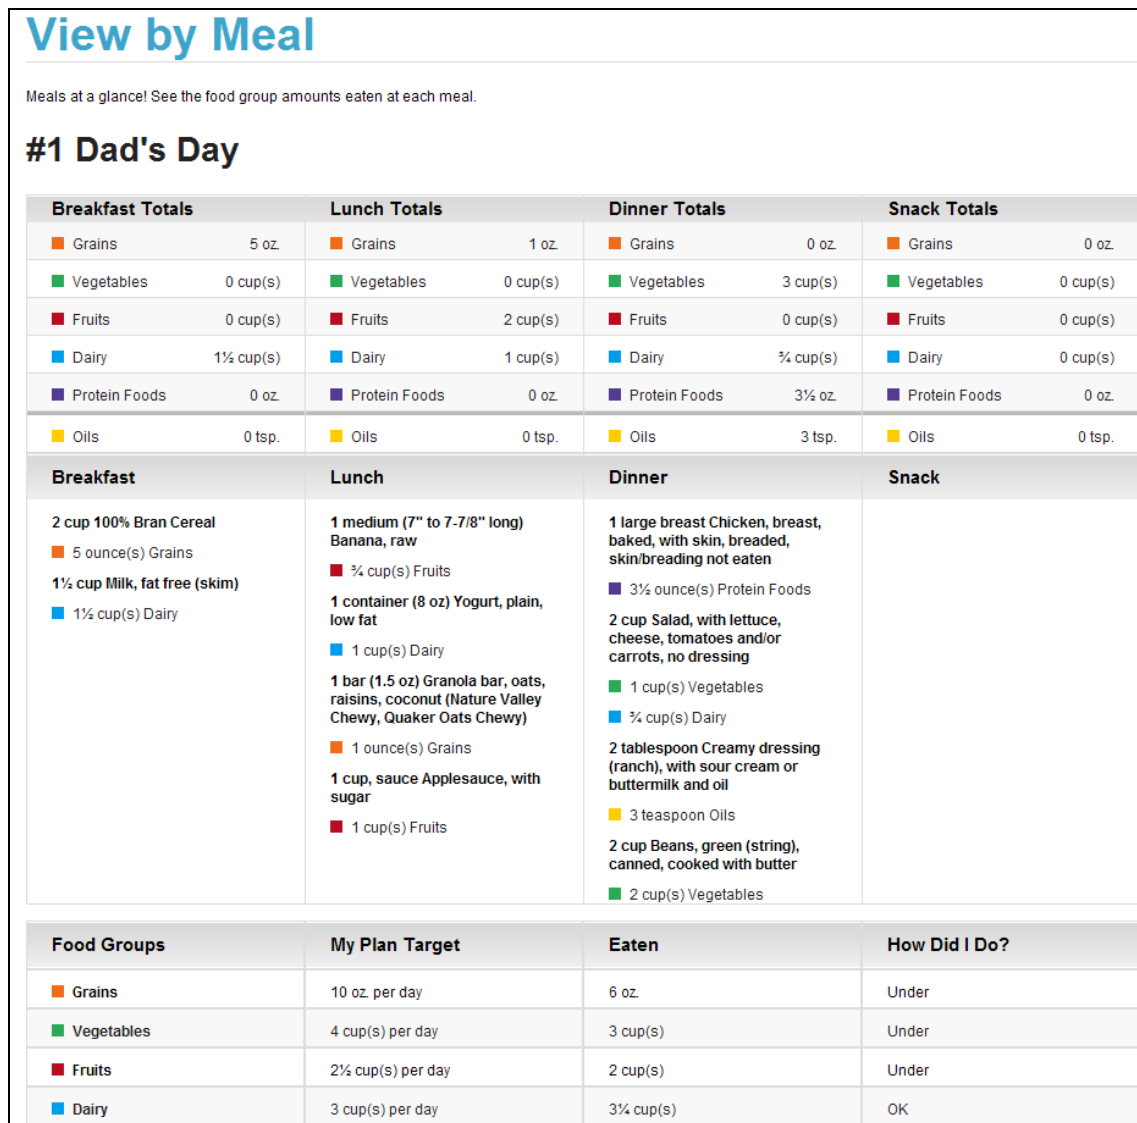 View by Meal
Meals at a glance! See the food group amounts eaten at each meal.
#1 Dad's Day
Breakfast Totals Lunch Totals Dinner Totals Snack Totals
Grains 5 oz. Grains 1 oz. Grains 0 oz. Grains 0 oz.
Vegetables 0 cup(s) Vegetables 0 cup(s) Vegetables 3 cup(s) Vegetables 0 cup(s)
Fruits 0 cup(s) Fruits 2 cup(s) Fruits 0 cup(s) Fruits 0 cup(s)
Dairy 1½ cup(s) Dairy 1 cup(s) Dairy ¾ cup(s) Dairy 0 cup(s)
Protein Foods 0 oz. Protein Foods 0 oz. Protein Foods 3½ oz. Protein Foods 0 oz.
Oils 0 tsp. Oils 0 tsp. Oils 3 tsp. Oils 0 tsp.
Breakfast Lunch Dinner Snack
2 cup 100% Bran Cereal
5 ounce(s) Grains
1½ cup Milk, fat free (skim)
1½ cup(s) Dairy
1 medium (7" to 7-7/8" long)
Banana, raw
¾ cup(s) Fruits
1 container (8 oz) Yogurt, plain,
low fat
1 cup(s) Dairy
1 bar (1.5 oz) Granola bar, oats,
raisins, coconut (Nature Valley
Chewy, Quaker Oats Chewy)
1 ounce(s) Grains
1 cup, sauce Applesauce, with
sugar
1 cup(s) Fruits
1 large breast Chicken, breast,
baked, with skin, breaded,
skin/breading not eaten
3½ ounce(s) Protein Foods
2 cup Salad, with lettuce,
cheese, tomatoes and/or
carrots, no dressing
1 cup(s) Vegetables
¾ cup(s) Dairy
2 tablespoon Creamy dressing
(ranch), with sour cream or
buttermilk and oil
3 teaspoon Oils
2 cup Beans, green (string),
canned, cooked with butter
2 cup(s) Vegetables
Food Groups My Plan Target Eaten How Did I Do?
Grains 10 oz. per day 6 oz. Under
Vegetables 4 cup(s) per day 3 cup(s) Under
Fruits 2½ cup(s) per day 2 cup(s) Under
Dairy 3 cup(s) per day 3¼ cup(s) OK